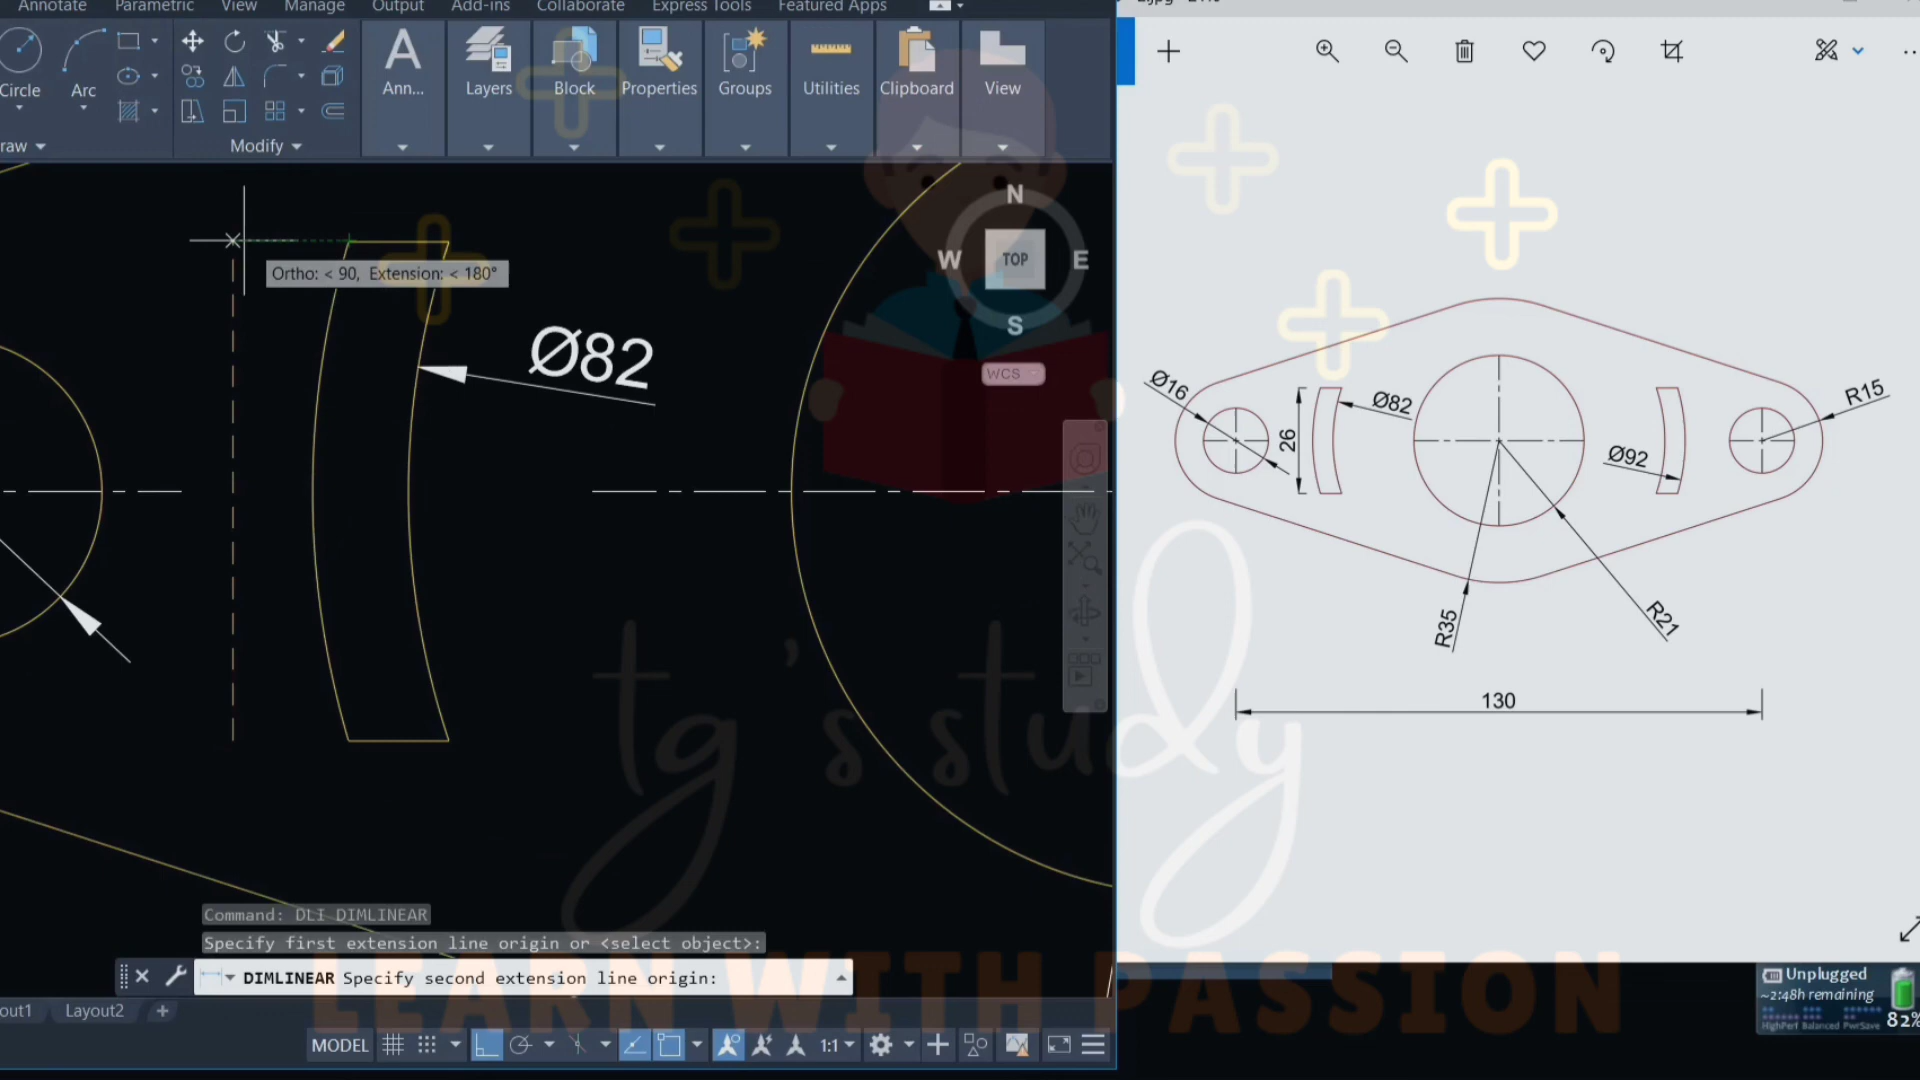 Annotate Parametric View Manage Output Add-ins Collaborate Express Tools Featured Apps
Circle Arc Ann... Layers Block Properties Groups Utilities Clipboard View
Modify
N
W TOP E
S
WCS
Ortho: < 90, Extension: < 180°
Ø82
Ø16
Ø82
R15
26
Ø92
R35
R21
130
tg's study
LEARN WITH PASSION
Command: DLI DIMLINEAR
Specify first extension line origin or <select object>:
DIMLINEAR Specify second extension line origin:
Layout2 +
MODEL 1:1
Unplugged
~2:48h remaining
HighPerf Balanced PwrSave
82%